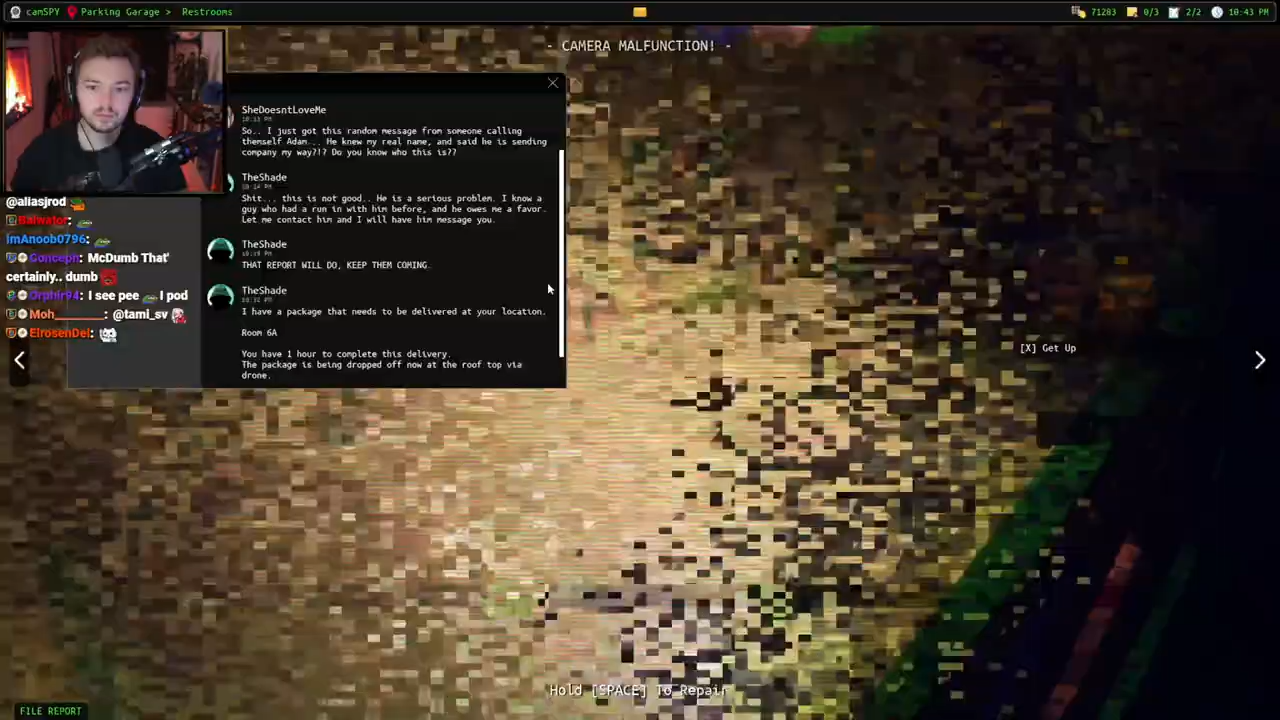 camSPY Parking Garage > Restrooms
71283 0/3 2/2 10:43 PM
- CAMERA MALFUNCTION! -
SheDoesntLoveMe
So.. I just got this random message from someone calling
themself Adam... He knew my real name, and said he is sending
company my way?!? Do you know who this is??
TheShade
Shit... this is not good.. He is a serious problem. I know a
guy who had a run in with him before, and he owes me a favor.
Let me contact him and I will have him message you.
TheShade
THAT REPORT WILL DO, KEEP THEM COMING.
TheShade
I have a package that needs to be delivered at your location.
Room 6A
You have 1 hour to complete this delivery.
The package is being dropped off now at the roof top via
drone.
@aliasjrod
Balwator:
ImAnoob0796:
Goncepn: McDumb That'
certainly.. dumb
Orphir94: I see pee I pod
Moh_______: @tami_sv
ElrosenDel:
[X] Get Up
Hold [SPACE] To Repair
FILE REPORT